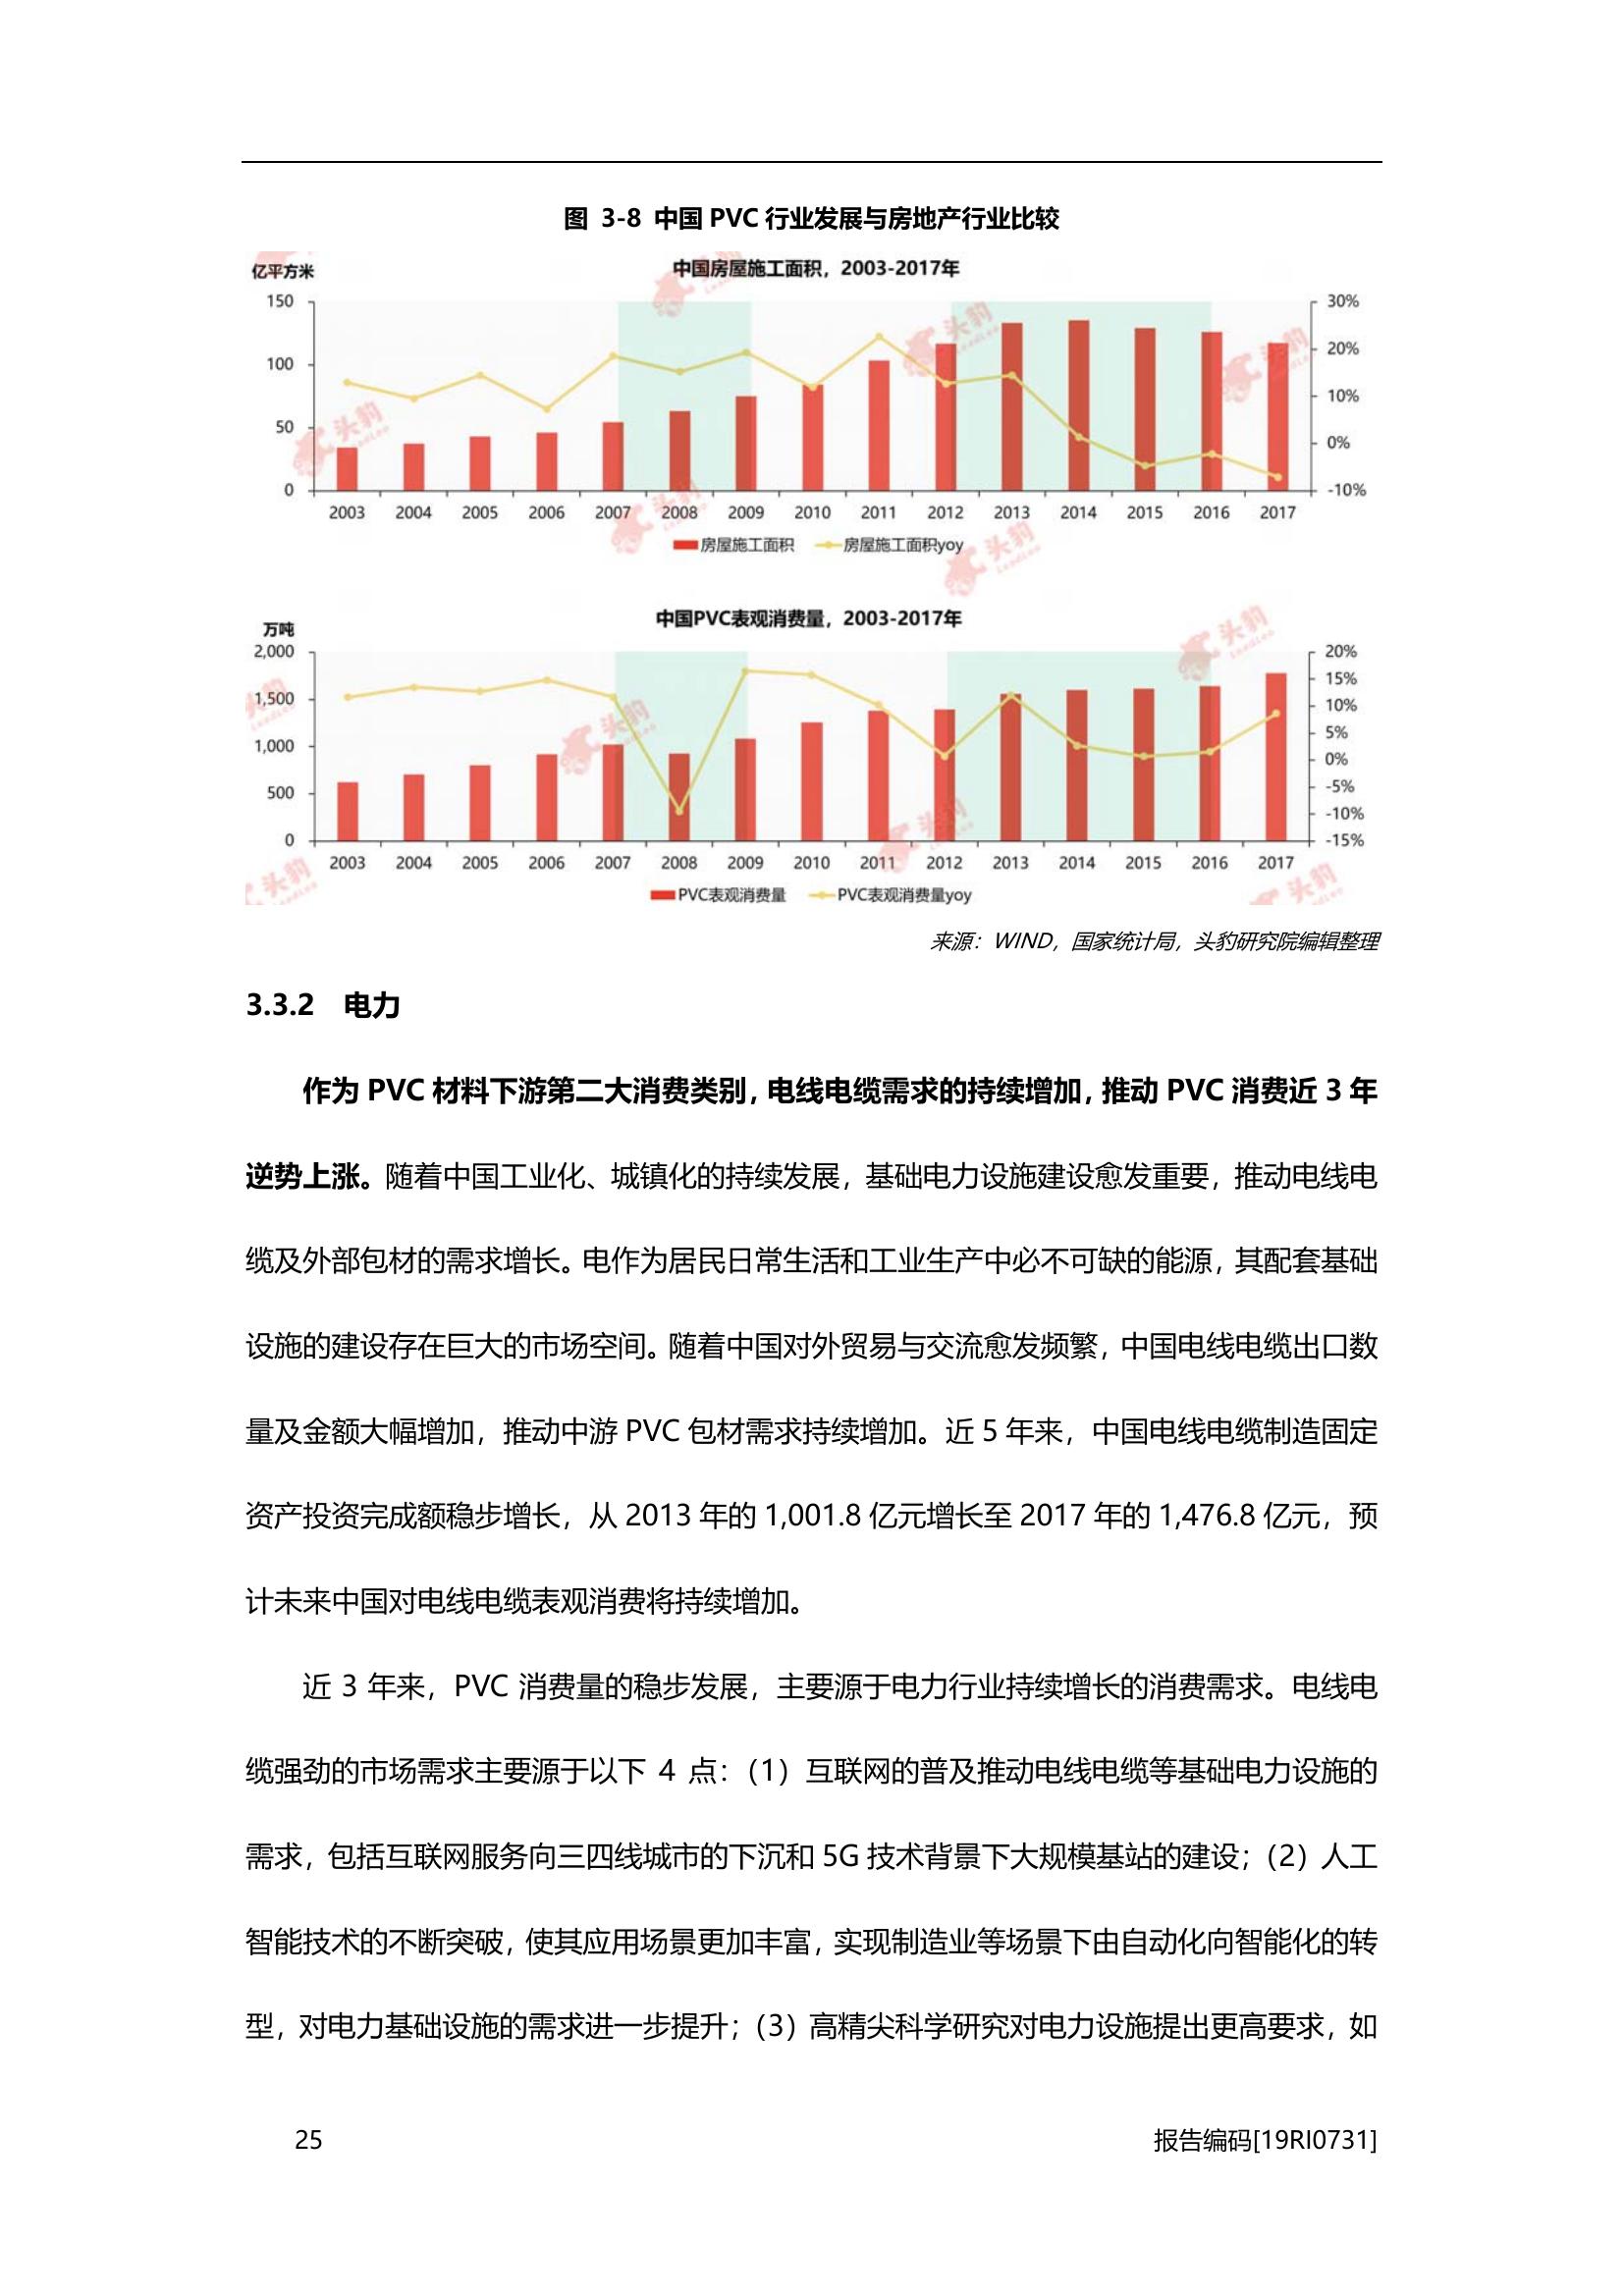 图 3-8 中国 PVC 行业发展与房地产行业比较
中国房屋施工面积，2003-2017年
亿平方米
150
100
50
0
30%
20%
10%
0%
-10%
2003 2004 2005 2006 2007 2008 2009 2010 2011 2012 2013 2014 2015 2016 2017
房屋施工面积 房屋施工面积yoy
中国PVC表观消费量，2003-2017年
万吨
2,000
1,500
1,000
500
0
20%
15%
10%
5%
0%
-5%
-10%
-15%
2003 2004 2005 2006 2007 2008 2009 2010 2011 2012 2013 2014 2015 2016 2017
PVC表观消费量 PVC表观消费量yoy
头豹
LeadLeo
来源：WIND，国家统计局，头豹研究院编辑整理
3.3.2 电力
作为 PVC 材料下游第二大消费类别，电线电缆需求的持续增加，推动 PVC 消费近 3 年
逆势上涨。随着中国工业化、城镇化的持续发展，基础电力设施建设愈发重要，推动电线电
缆及外部包材的需求增长。电作为居民日常生活和工业生产中必不可缺的能源，其配套基础
设施的建设存在巨大的市场空间。随着中国对外贸易与交流愈发频繁，中国电线电缆出口数
量及金额大幅增加，推动中游 PVC 包材需求持续增加。近 5 年来，中国电线电缆制造固定
资产投资完成额稳步增长，从 2013 年的 1,001.8 亿元增长至 2017 年的 1,476.8 亿元，预
计未来中国对电线电缆表观消费将持续增加。
近 3 年来，PVC 消费量的稳步发展，主要源于电力行业持续增长的消费需求。电线电
缆强劲的市场需求主要源于以下 4 点：（1）互联网的普及推动电线电缆等基础电力设施的
需求，包括互联网服务向三四线城市的下沉和 5G 技术背景下大规模基站的建设；（2）人工
智能技术的不断突破，使其应用场景更加丰富，实现制造业等场景下由自动化向智能化的转
型，对电力基础设施的需求进一步提升；（3）高精尖科学研究对电力设施提出更高要求，如
25 报告编码[19RI0731]